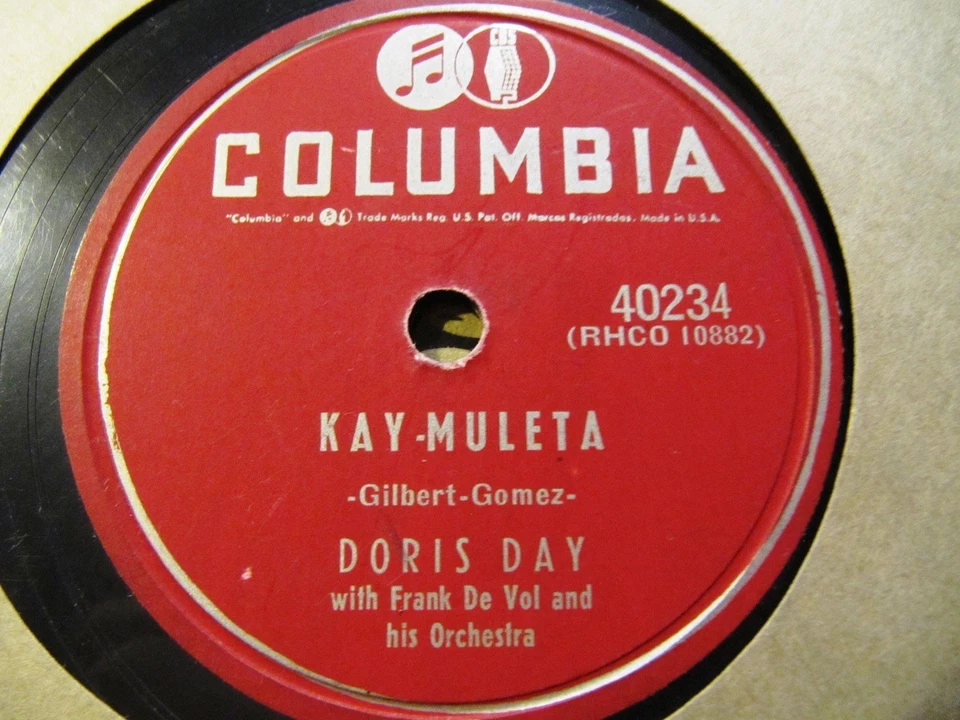 CBS
COLUMBIA
"Columbia" and Trade Marks Reg. U.S. Pat. Off. Marcas Registradas. Made in U.S.A.
40234
(RHCO 10882)
KAY-MULETA
-Gilbert-Gomez-
DORIS DAY
with Frank De Vol and
his Orchestra